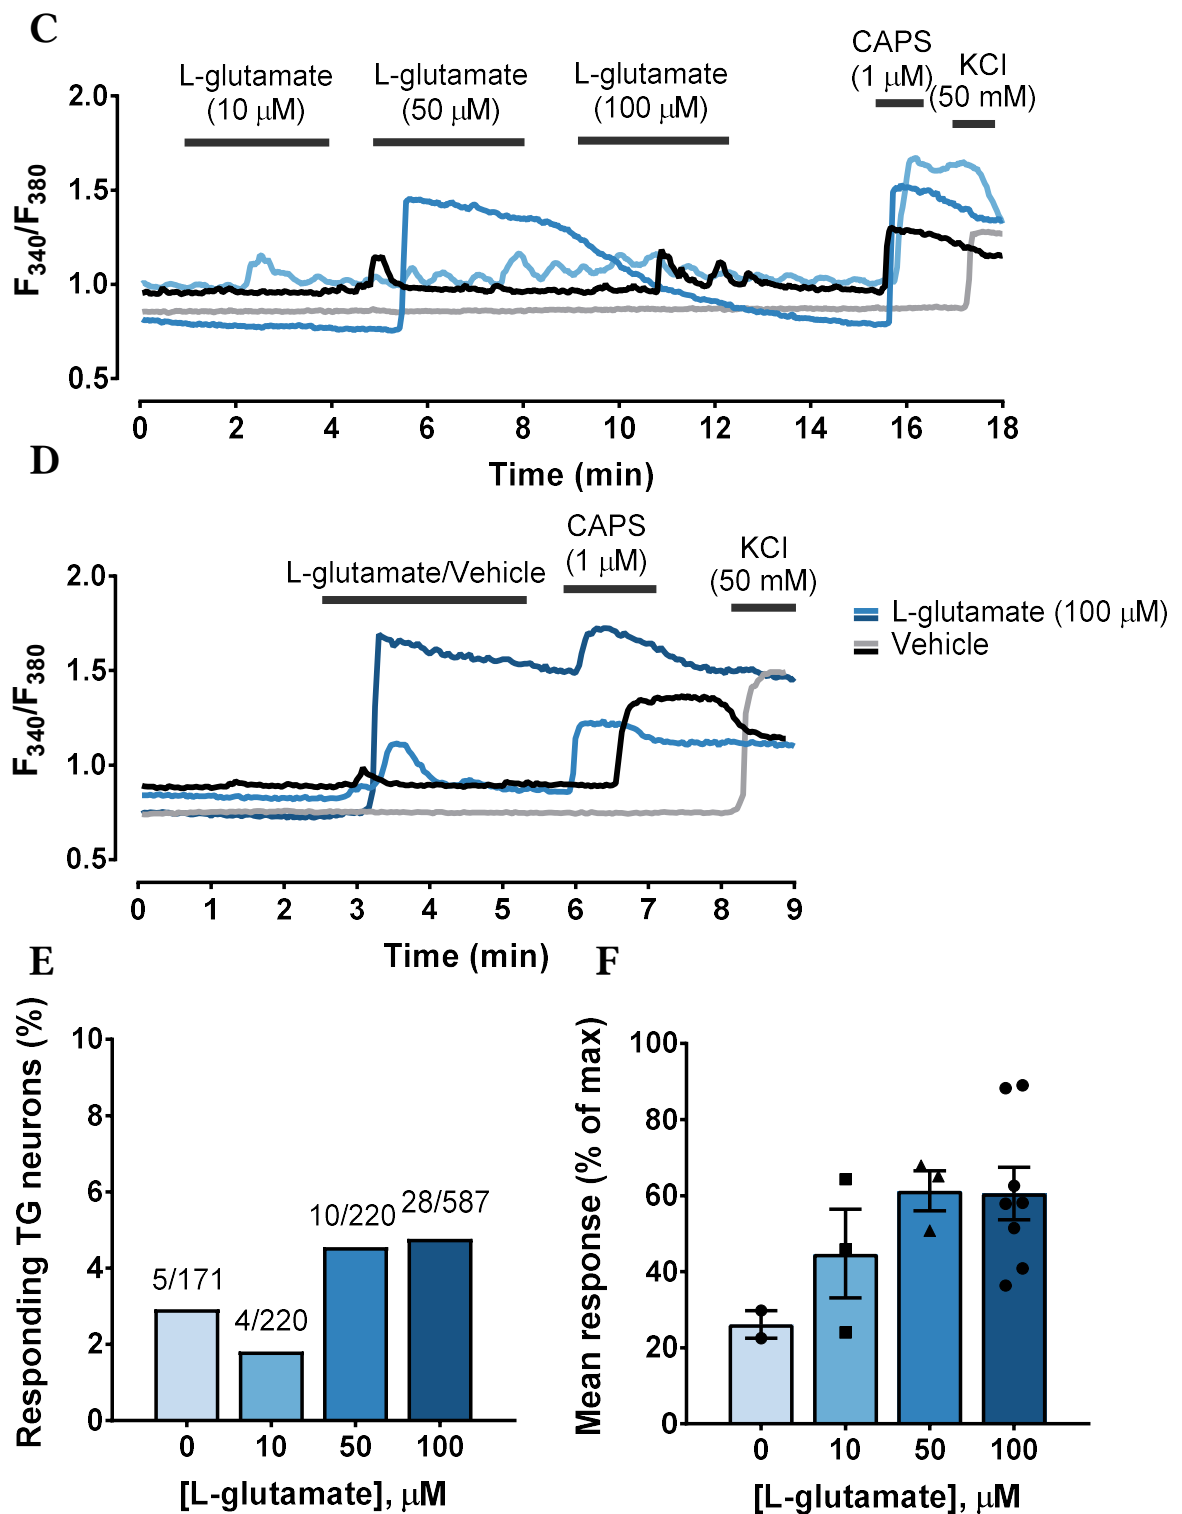 C
L-glutamate
(10 μM)
L-glutamate
(50 μM)
L-glutamate
(100 μM)
CAPS
(1 μM)
KCl
(50 mM)
F340/F380
2.0
1.5
1.0
0.5
0 2 4 6 8 10 12 14 16 18
Time (min)
D
L-glutamate/Vehicle
CAPS
(1 μM)
KCl
(50 mM)
L-glutamate (100 μM)
Vehicle
F340/F380
2.0
1.5
1.0
0.5
0 1 2 3 4 5 6 7 8 9
Time (min)
E
Responding TG neurons (%)
10
8
6
4
2
0
5/171
4/220
10/220
28/587
0 10 50 100
[L-glutamate], μM
F
Mean response (% of max)
100
80
60
40
20
0
0 10 50 100
[L-glutamate], μM